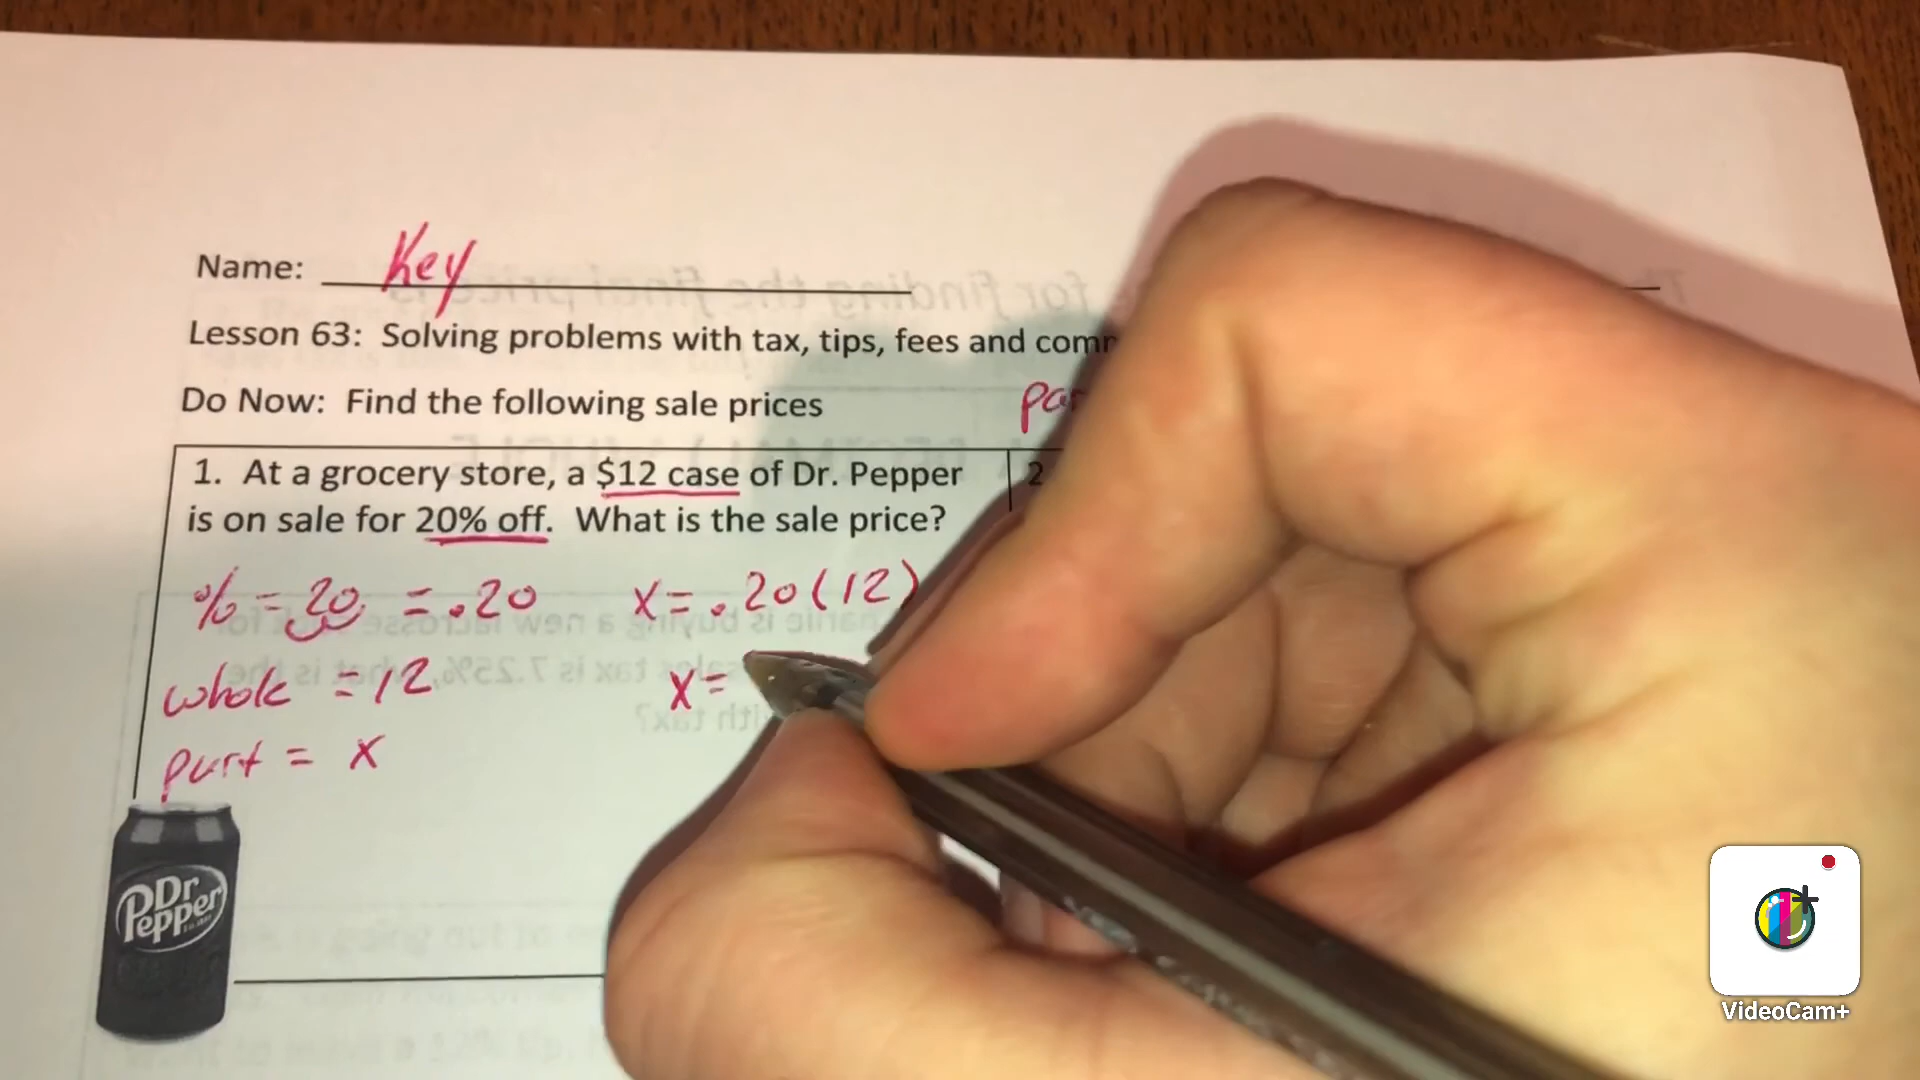 Name: Key
Lesson 63: Solving problems with tax, tips, fees and
Do Now: Find the following sale prices
1. At a grocery store, a $12 case of Dr. Pepper
is on sale for 20% off. What is the sale price?
2
% = 20 = .20
x = .20(12)
whole = 12
x =
part = x
Dr Pepper
VideoCam+